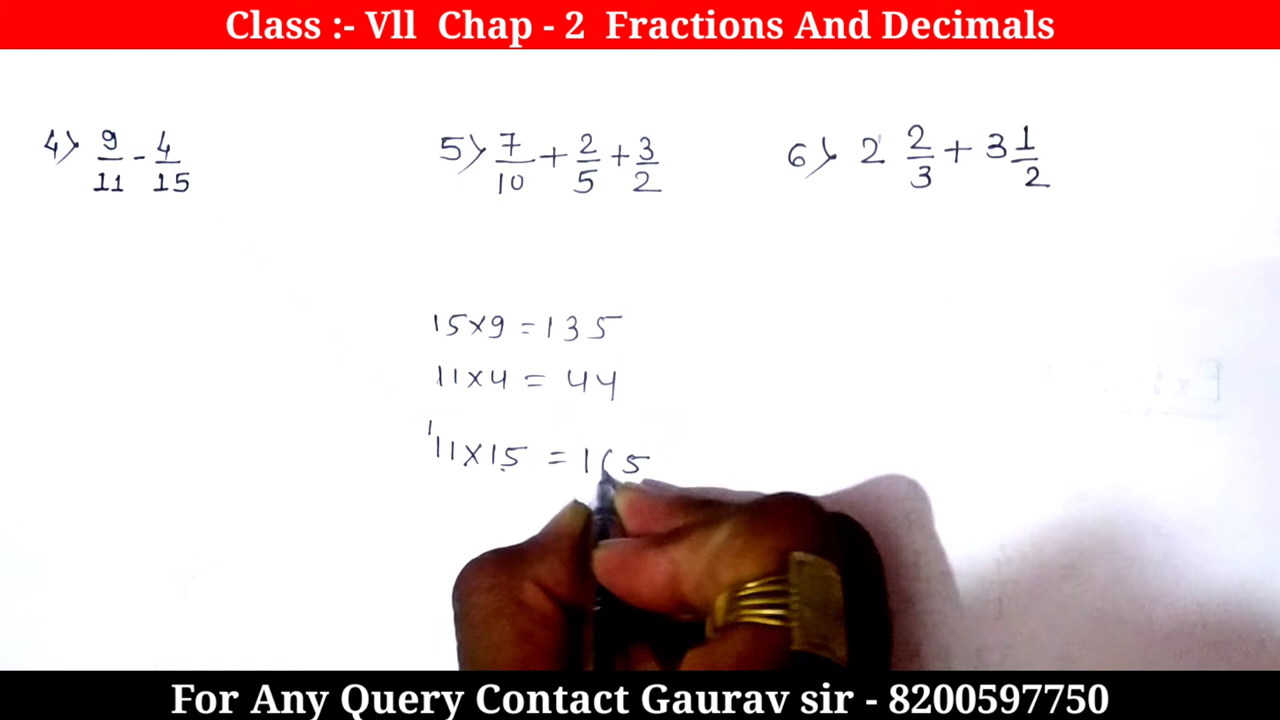 Class :- Vll Chap - 2 Fractions And Decimals
4) 9/11 - 4/15
5) 7/10 + 2/5 + 3/2
6) 2 2/3 + 3 1/2
15×9 = 135
11×4 = 44
1
11×15 = 165
For Any Query Contact Gaurav sir - 8200597750